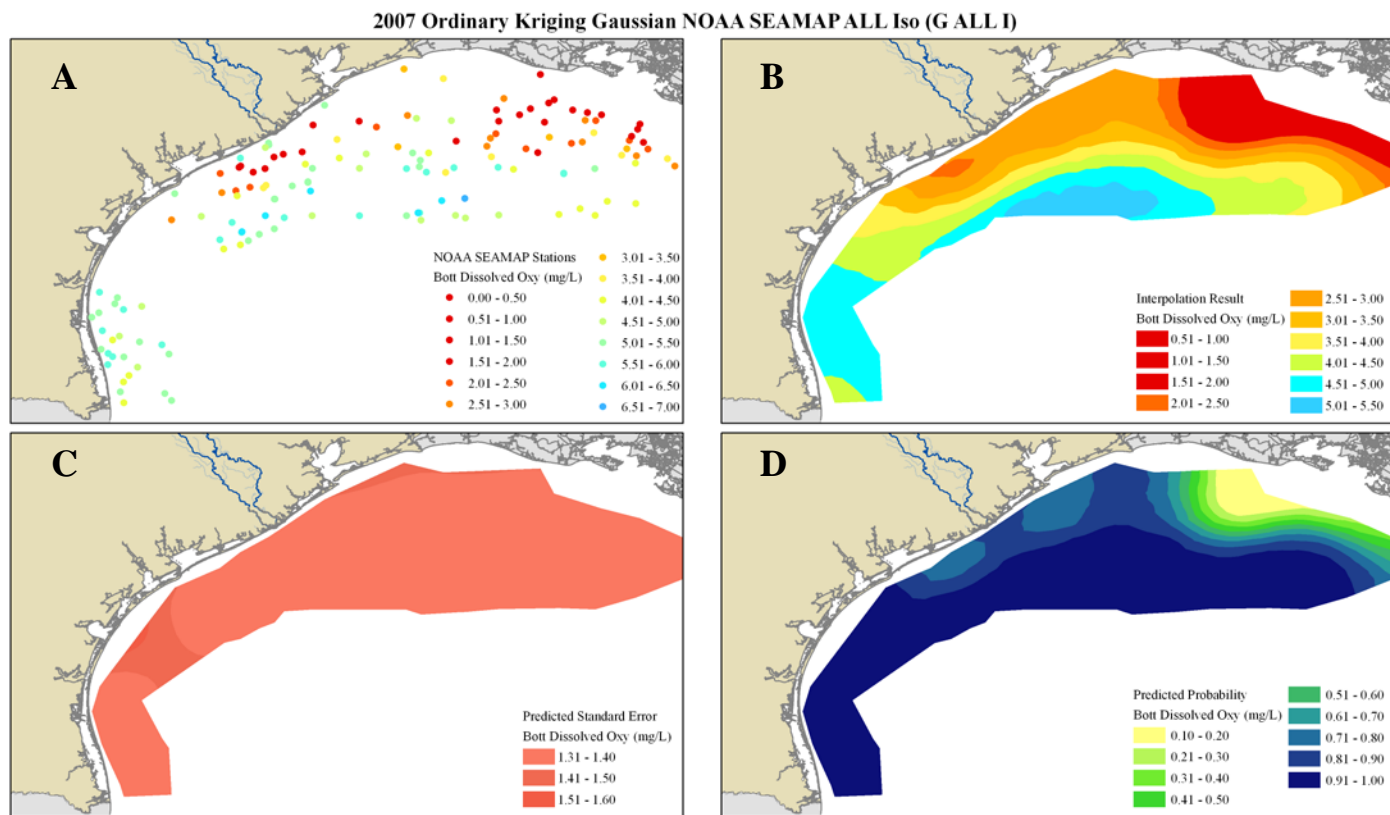 2007 Ordinary Kriging Gaussian NOAA SEAMAP ALL Iso (G ALL I)
A
NOAA SEAMAP Stations
Bott Dissolved Oxy (mg/L)
0.00 - 0.50
0.51 - 1.00
1.01 - 1.50
1.51 - 2.00
2.01 - 2.50
2.51 - 3.00
3.01 - 3.50
3.51 - 4.00
4.01 - 4.50
4.51 - 5.00
5.01 - 5.50
5.51 - 6.00
6.01 - 6.50
6.51 - 7.00
B
Interpolation Result
Bott Dissolved Oxy (mg/L)
0.51 - 1.00
1.01 - 1.50
1.51 - 2.00
2.01 - 2.50
2.51 - 3.00
3.01 - 3.50
3.51 - 4.00
4.01 - 4.50
4.51 - 5.00
5.01 - 5.50
C
Predicted Standard Error
Bott Dissolved Oxy (mg/L)
1.31 - 1.40
1.41 - 1.50
1.51 - 1.60
D
Predicted Probability
Bott Dissolved Oxy (mg/L)
0.10 - 0.20
0.21 - 0.30
0.31 - 0.40
0.41 - 0.50
0.51 - 0.60
0.61 - 0.70
0.71 - 0.80
0.81 - 0.90
0.91 - 1.00